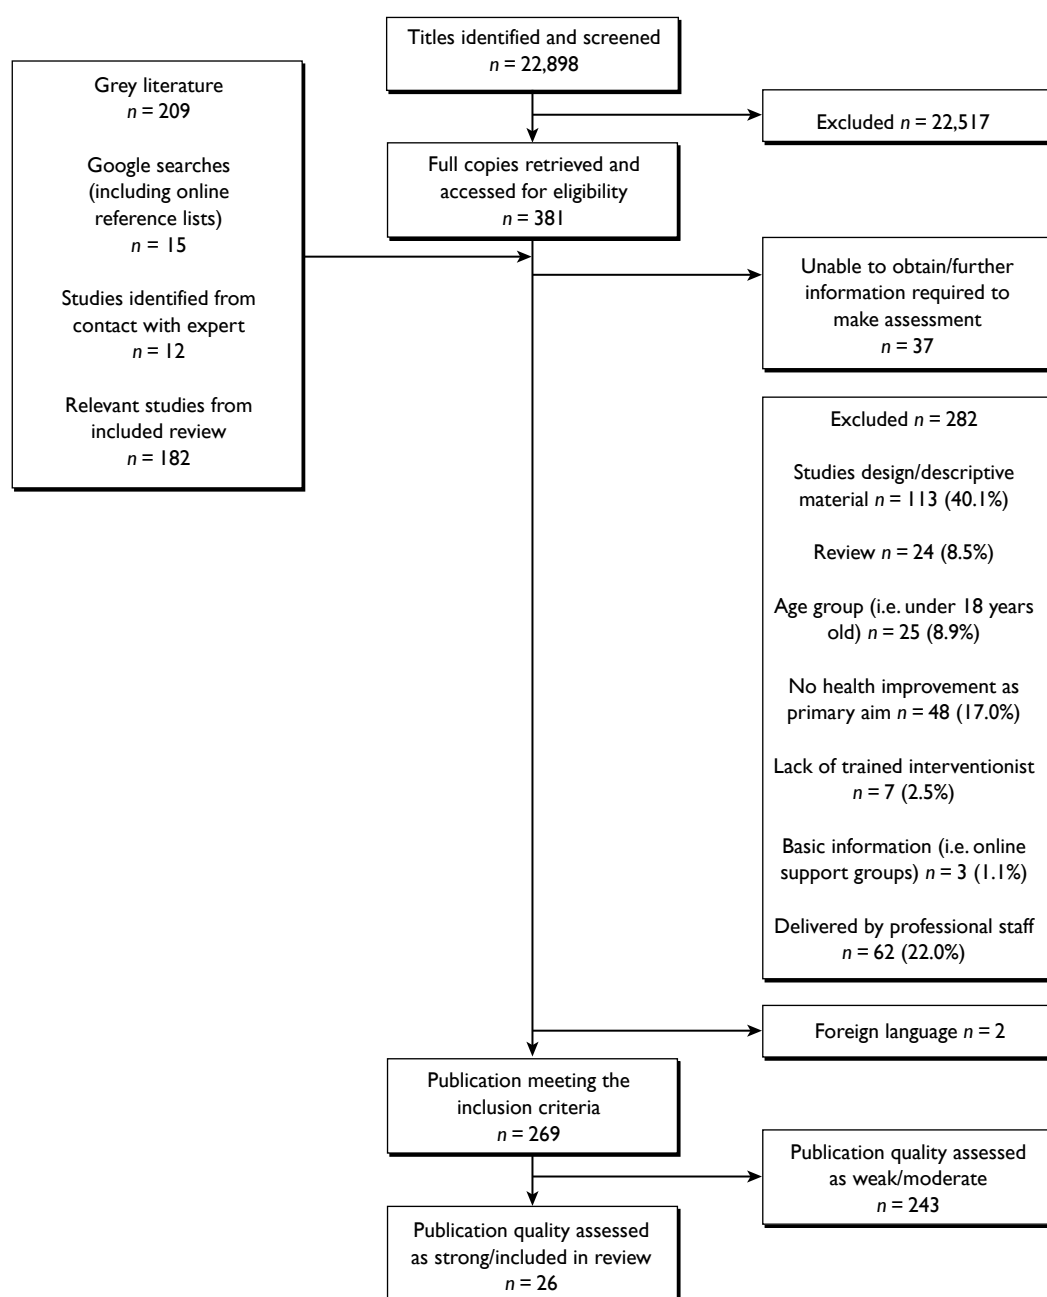 Titles identified and screened
n = 22,898
Grey literature
n = 209
Google searches
(including online
reference lists)
n = 15
Studies identified from
contact with expert
n = 12
Relevant studies from
included review
n = 182
Excluded n = 22,517
Full copies retrieved and
accessed for eligibility
n = 381
Unable to obtain/further
information required to
make assessment
n = 37
Excluded n = 282
Studies design/descriptive
material n = 113 (40.1%)
Review n = 24 (8.5%)
Age group (i.e. under 18 years
old) n = 25 (8.9%)
No health improvement as
primary aim n = 48 (17.0%)
Lack of trained interventionist
n = 7 (2.5%)
Basic information (i.e. online
support groups) n = 3 (1.1%)
Delivered by professional staff
n = 62 (22.0%)
Foreign language n = 2
Publication meeting the
inclusion criteria
n = 269
Publication quality assessed
as weak/moderate
n = 243
Publication quality assessed
as strong/included in review
n = 26